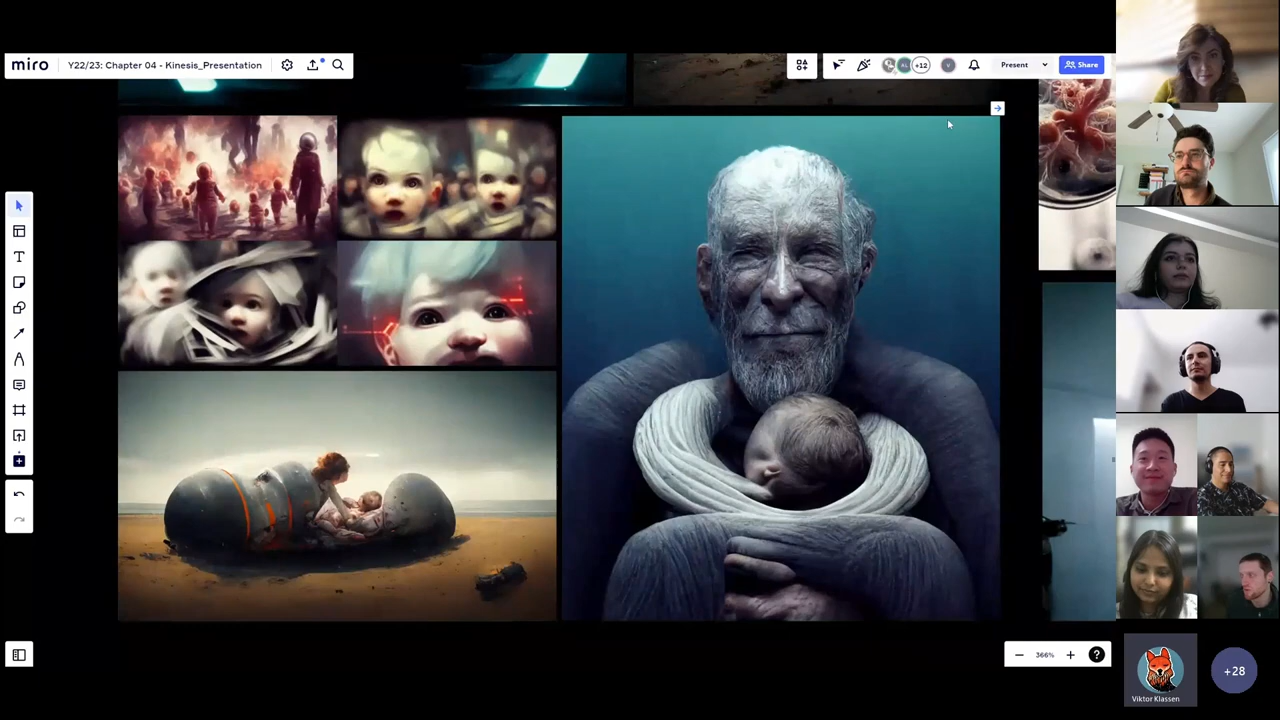 miro Y22/23: Chapter 04 - Kinesis_Presentation
+12
Present
Share
366%
Viktor Klassen
+28